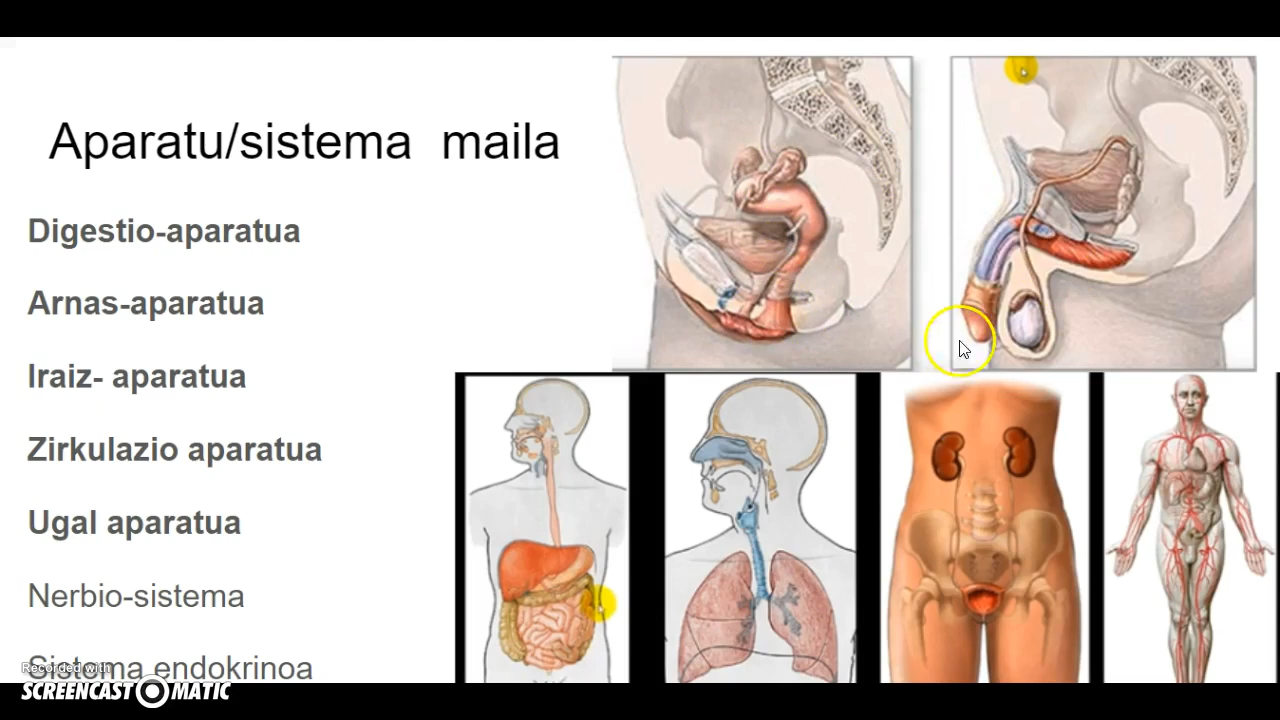 Aparatu/sistema maila
Digestio-aparatua
Arnas-aparatua
Iraiz- aparatua
Zirkulazio aparatua
Ugal aparatua
Nerbio-sistema
Sistema endokrinoa
Recorded with
SCREENCAST MATIC